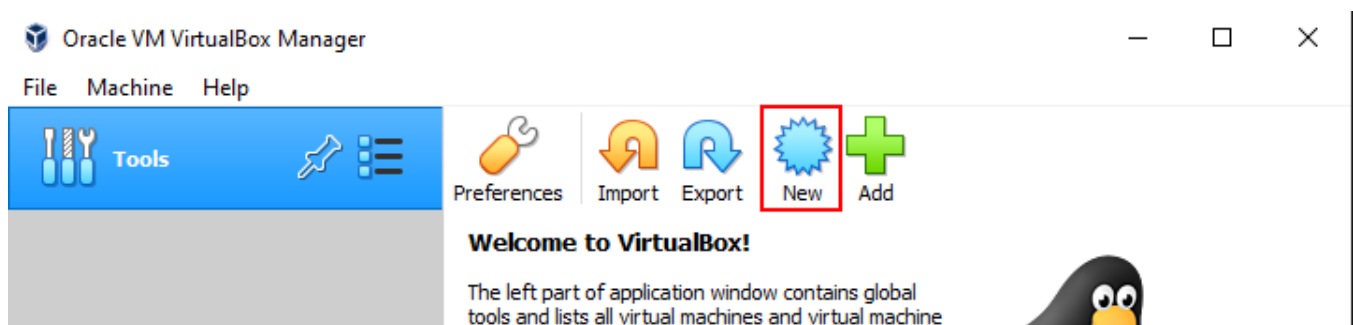 Oracle VM VirtualBox Manager
File Machine Help
Tools
Preferences Import Export New Add
Welcome to VirtualBox!
The left part of application window contains global
tools and lists all virtual machines and virtual machine